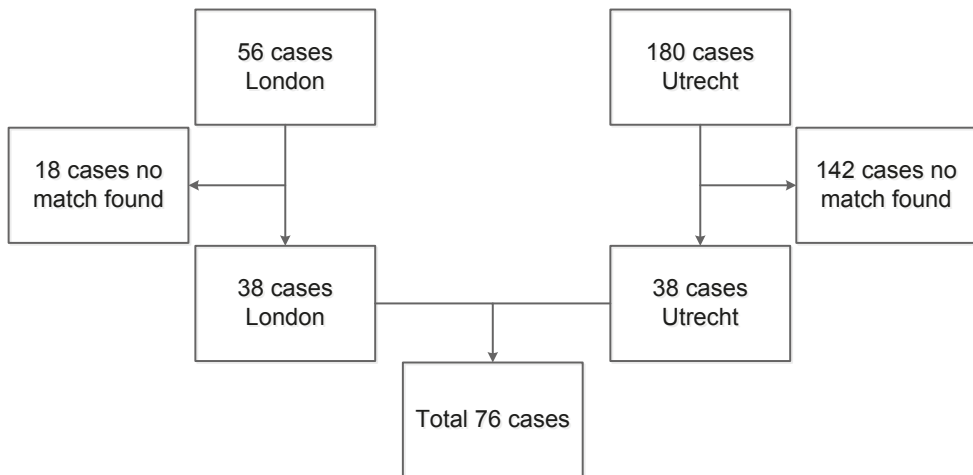 56 cases
London
180 cases
Utrecht
18 cases no
match found
142 cases no
match found
38 cases
London
38 cases
Utrecht
Total 76 cases